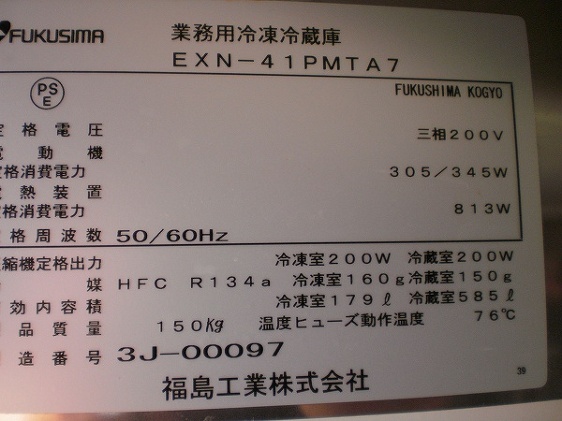 FUKUSIMA
業務用冷凍冷蔵庫
EXN-41PMTA7
PS
E
FUKUSHIMA KOGYO
格電圧 三相200V
電動機
格消費電力 305/345W
熱装置
格消費電力 813W
格周波数 50/60Hz
縮機定格出力 冷凍室200W 冷蔵室200W
媒 HFC R134a 冷凍室160g 冷蔵室150g
効内容積 冷凍室179ℓ 冷蔵室585ℓ
品質量 150kg 温度ヒューズ動作温度 76℃
造番号 3J-00097
福島工業株式会社
39